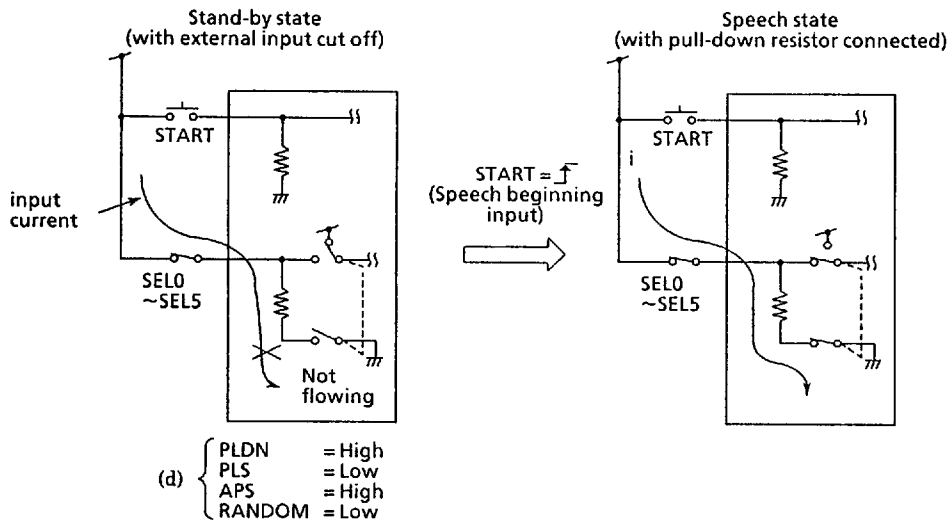 Stand-by state
(with external input cut off)
START
input
current
SEL0
~SEL5
Not
flowing
START =
(Speech beginning
input)
Speech state
(with pull-down resistor connected)
START
i
SEL0
~SEL5
(d)
PLDN = High
PLS = Low
APS = High
RANDOM = Low